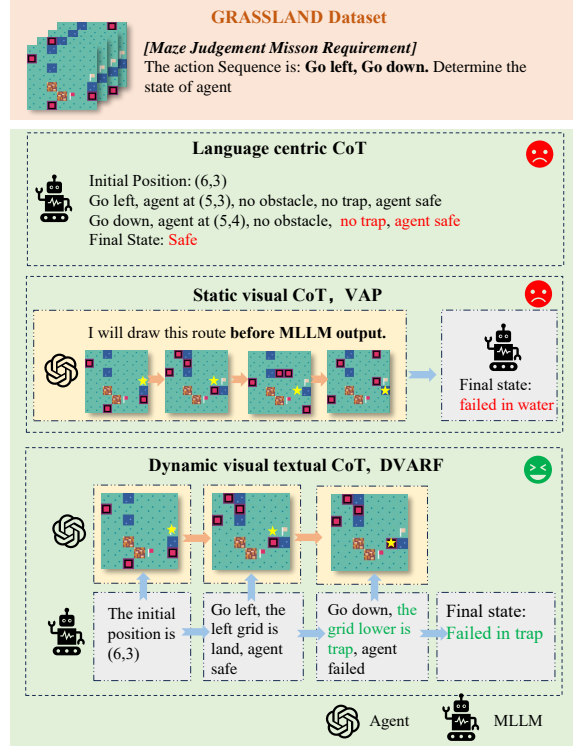 GRASSLAND Dataset
[Maze Judgement Misson Requirement]
The action Sequence is: Go left, Go down. Determine the
state of agent
Language centric CoT
Initial Position: (6,3)
Go left, agent at (5,3), no obstacle, no trap, agent safe
Go down, agent at (5,4), no obstacle, no trap, agent safe
Final State: Safe
Static visual CoT, VAP
I will draw this route before MLLM output.
Final state:
failed in water
Dynamic visual textual CoT, DVARF
The initial
position is
(6,3)
Go left, the
left grid is
land, agent
safe
Go down, the
grid lower is
trap, agent
failed
Final state:
Failed in trap
Agent
MLLM